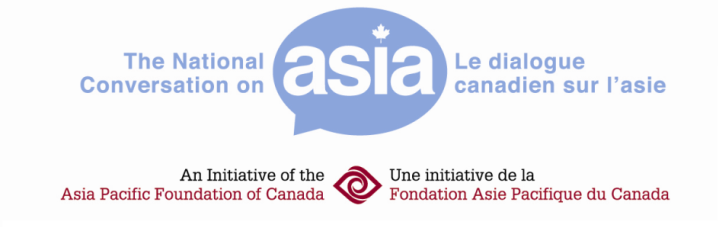 The National
Conversation on
asia
Le dialogue
canadien sur l'asie
An Initiative of the
Asia Pacific Foundation of Canada
Une initiative de la
Fondation Asie Pacifique du Canada